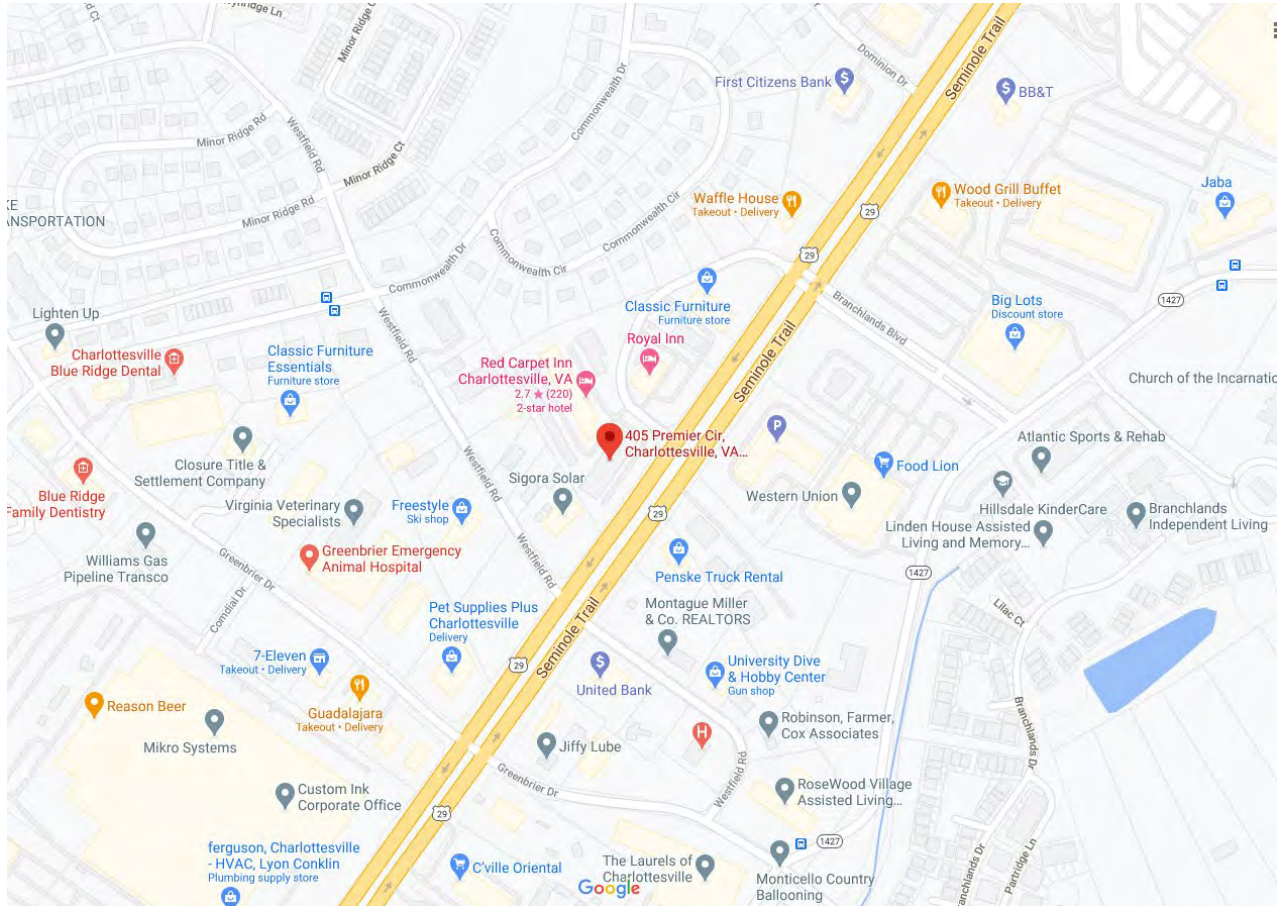 Minor Ridge Ct
Dominion Dr
Seminole Trail
First Citizens Bank
BB&T
Commonwealth Dr
Minor Ridge Rd
Westfield Rd
Minor Ridge Ct
Minor Ridge Rd
Waffle House
Takeout • Delivery
Wood Grill Buffet
Takeout • Delivery
Jaba
KE
ANSPORTATION
29
Commonwealth Cir
Commonwealth Cir
Commonwealth Dr
29
Branchlands Blvd
1427
Lighten Up
Classic Furniture
Furniture store
Big Lots
Discount store
Charlottesville
Blue Ridge Dental
Classic Furniture
Essentials
Furniture store
Westfield Rd
Royal Inn
Red Carpet Inn
Charlottesville, VA
2.7 ★ (220)
2-star hotel
Seminole Trail
Church of the Incarnatio
405 Premier Cir,
Charlottesville, VA...
P
Atlantic Sports & Rehab
Closure Title &
Settlement Company
Sigora Solar
Food Lion
Western Union
Hillsdale KinderCare
Blue Ridge
Family Dentistry
Virginia Veterinary
Specialists
Freestyle
Ski shop
Westfield Rd
29
Linden House Assisted
Living and Memory...
Branchlands
Independent Living
Williams Gas
Pipeline Transco
Greenbrier Dr
Greenbrier Emergency
Animal Hospital
Westfield Rd
Penske Truck Rental
1427
Comdial Dr
Pet Supplies Plus
Charlottesville
Delivery
Montague Miller
& Co. REALTORS
Lilac Ct
Seminole Trail
29
7-Eleven
Takeout • Delivery
United Bank
University Dive
& Hobby Center
Gun shop
Reason Beer
Guadalajara
Takeout • Delivery
Mikro Systems
Jiffy Lube
H
Robinson, Farmer,
Cox Associates
Branchlands Dr
Greenbrier Dr
Westfield Rd
Custom Ink
Corporate Office
29
RoseWood Village
Assisted Living...
1427
ferguson, Charlottesville
- HVAC, Lyon Conklin
Plumbing supply store
C'ville Oriental
The Laurels of
Charlottesville
Monticello Country
Ballooning
Branchlands Dr
Partridge Ln
Google